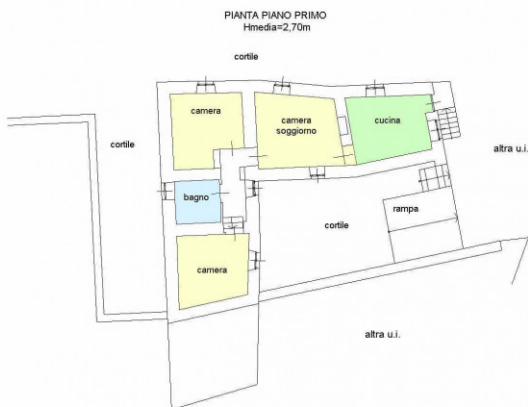 PIANTA PIANO PRIMO
Hmedia=2,70m
cortile
camera
camera
soggiorno
cucina
cortile
altra u.i.
bagno
rampa
cortile
camera
altra u.i.